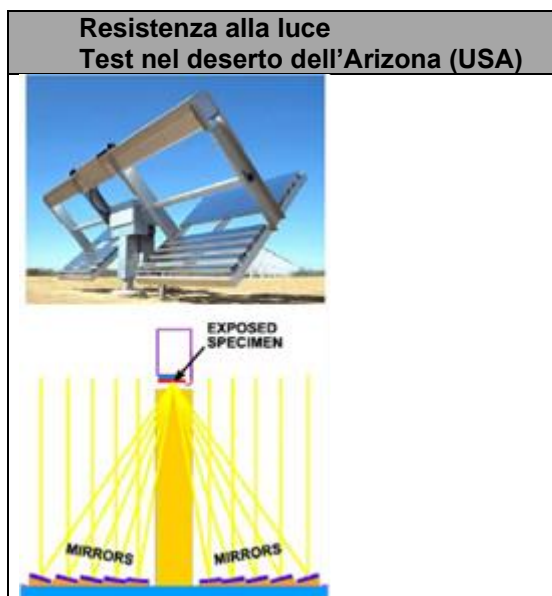 Resistenza alla luce
Test nel deserto dell’Arizona (USA)
EXPOSED
SPECIMEN
MIRRORS
MIRRORS